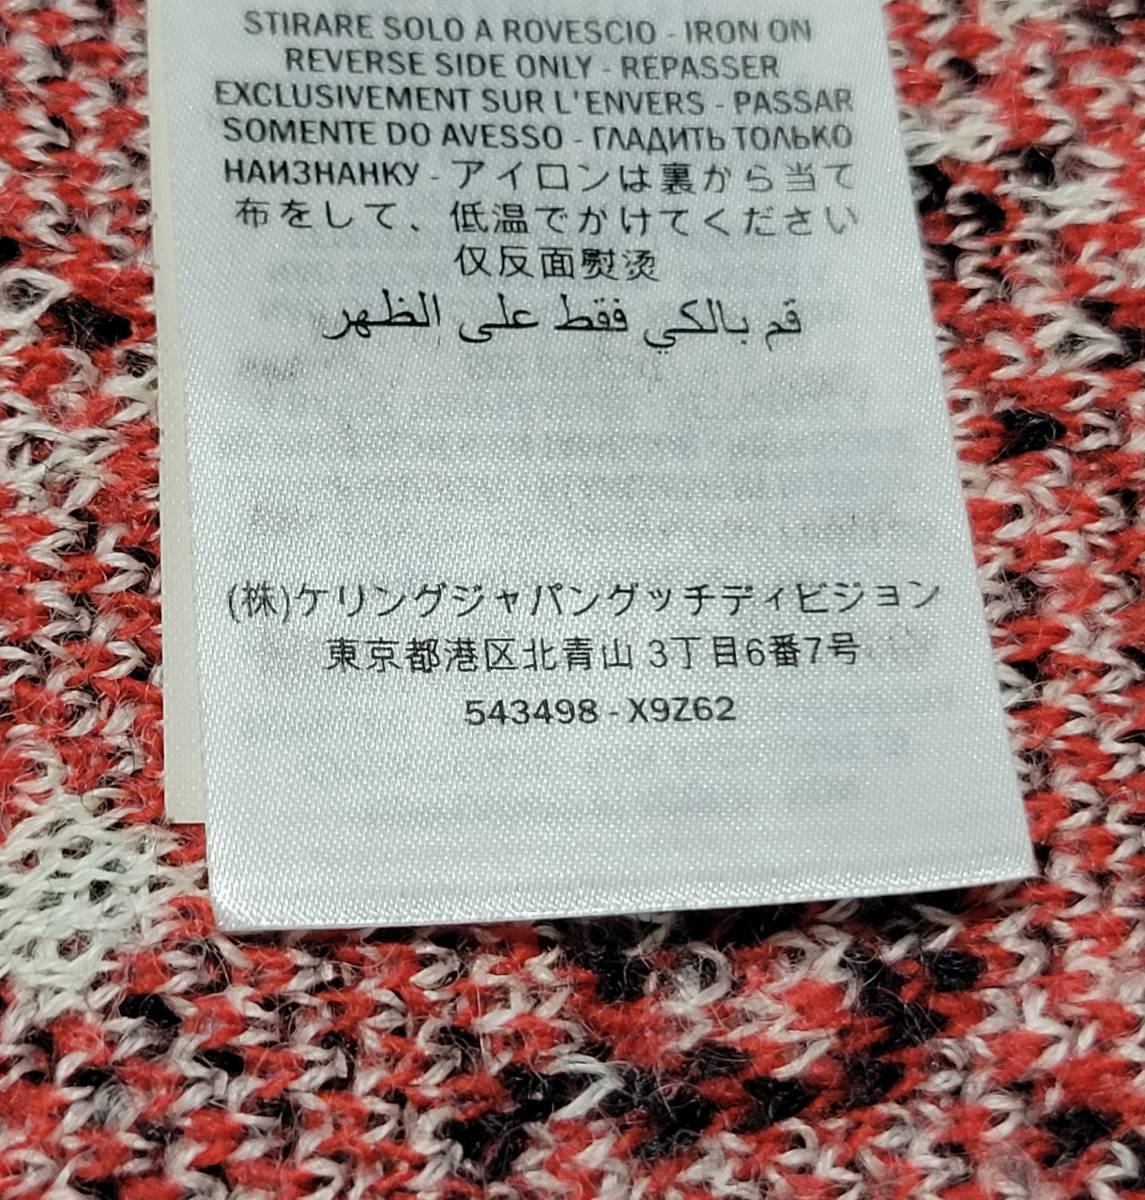 STIRARE SOLO A ROVESCIO - IRON ON
REVERSE SIDE ONLY - REPASSER
EXCLUSIVEMENT SUR L'ENVERS - PASSAR
SOMENTE DO AVESSO - ГЛАДИТЬ ТОЛЬКО
НАИЗНАНКУ - アイロンは裏から当て
布をして、低温でかけてください
仅反面熨烫
قم بالكي فقط على الظهر
(株)ケリングジャパングッチディビジョン
東京都港区北青山 3丁目6番7号
543498 - X9Z62